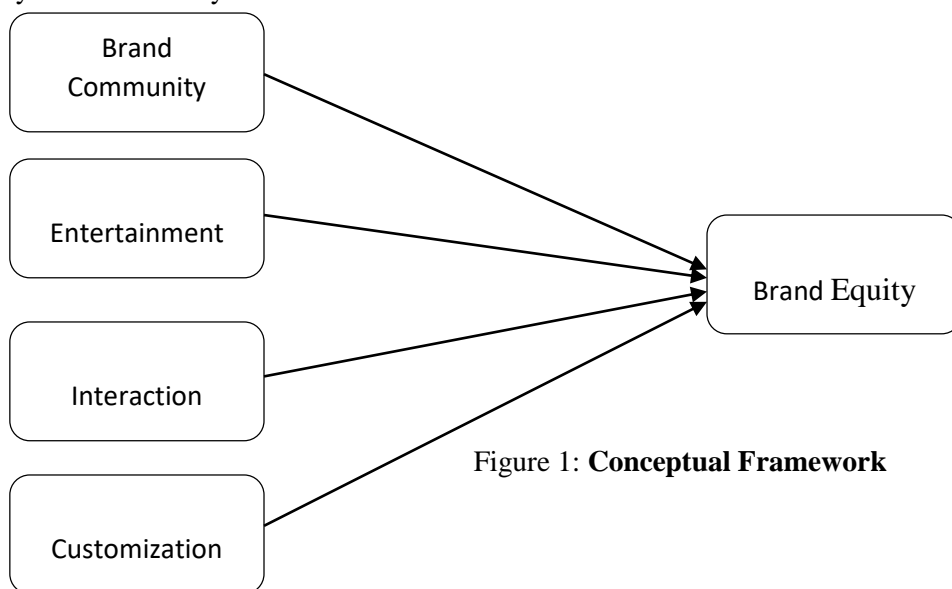 Brand
Community
Entertainment
Brand Equity
Interaction
Figure 1: Conceptual Framework
Customization